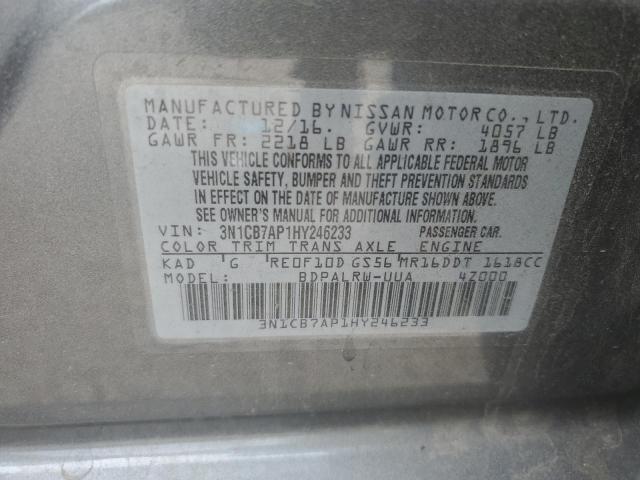 MANUFACTURED BY NISSAN MOTOR CO., LTD.
DATE: 12/16. GVWR: 4057 LB
GAWR FR: 2218 LB GAWR RR: 1896 LB
THIS VEHICLE CONFORMS TO ALL APPLICABLE FEDERAL MOTOR
VEHICLE SAFETY, BUMPER AND THEFT PREVENTION STANDARDS
IN EFFECT ON THE DATE OF MANUFACTURE SHOWN ABOVE.
SEE OWNER'S MANUAL FOR ADDITIONAL INFORMATION.
VIN: 3N1CB7AP1HY246233 PASSENGER CAR.
COLOR TRIM TRANS AXLE ENGINE
KAD G RE0F10D GS56 MR16DDT 1618CC
MODEL: BDPALRW-UUA 4Z000
3N1CB7AP1HY246233